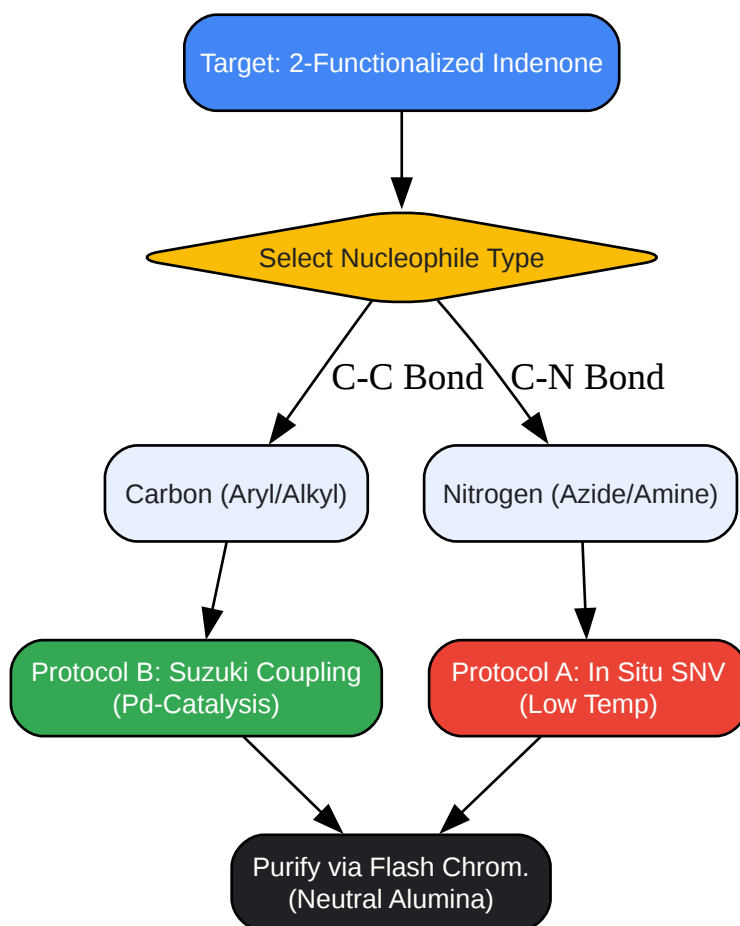 Target: 2-Functionalized Indenone
Select Nucleophile Type
C-C Bond
C-N Bond
Carbon (Aryl/Alkyl)
Nitrogen (Azide/Amine)
Protocol B: Suzuki Coupling
(Pd-Catalysis)
Protocol A: In Situ SNV
(Low Temp)
Purify via Flash Chrom.
(Neutral Alumina)